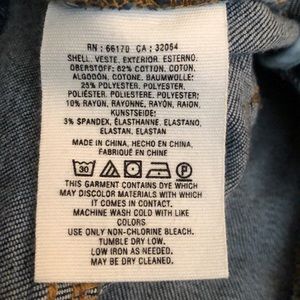 RN : 66170 CA : 32054
SHELL. VESTE. EXTERIOR. ESTERNO.
OBERSTOFF: 62% COTTON, COTON,
ALGODÓN, COTONE, BAUMWOLLE;
25% POLYESTER, POLYESTER,
POLIÉSTER, POLIESTERE, POLYESTER;
10% RAYON, RAYONNE, RAYÓN, RAION,
KUNSTSEIDE;
3% SPANDEX, ÉLASTHANNE, ELASTANO,
ELASTAN, ELASTAN
MADE IN CHINA, HECHO EN CHINA
FABRIQUÉ EN CHINE
30
P
THIS GARMENT CONTAINS DYE WHICH
MAY DISCOLOR MATERIALS WITH WHICH
IT COMES IN CONTACT.
MACHINE WASH COLD WITH LIKE
COLORS
USE ONLY NON-CHLORINE BLEACH.
TUMBLE DRY LOW.
LOW IRON AS NEEDED.
MAY BE DRY CLEANED.